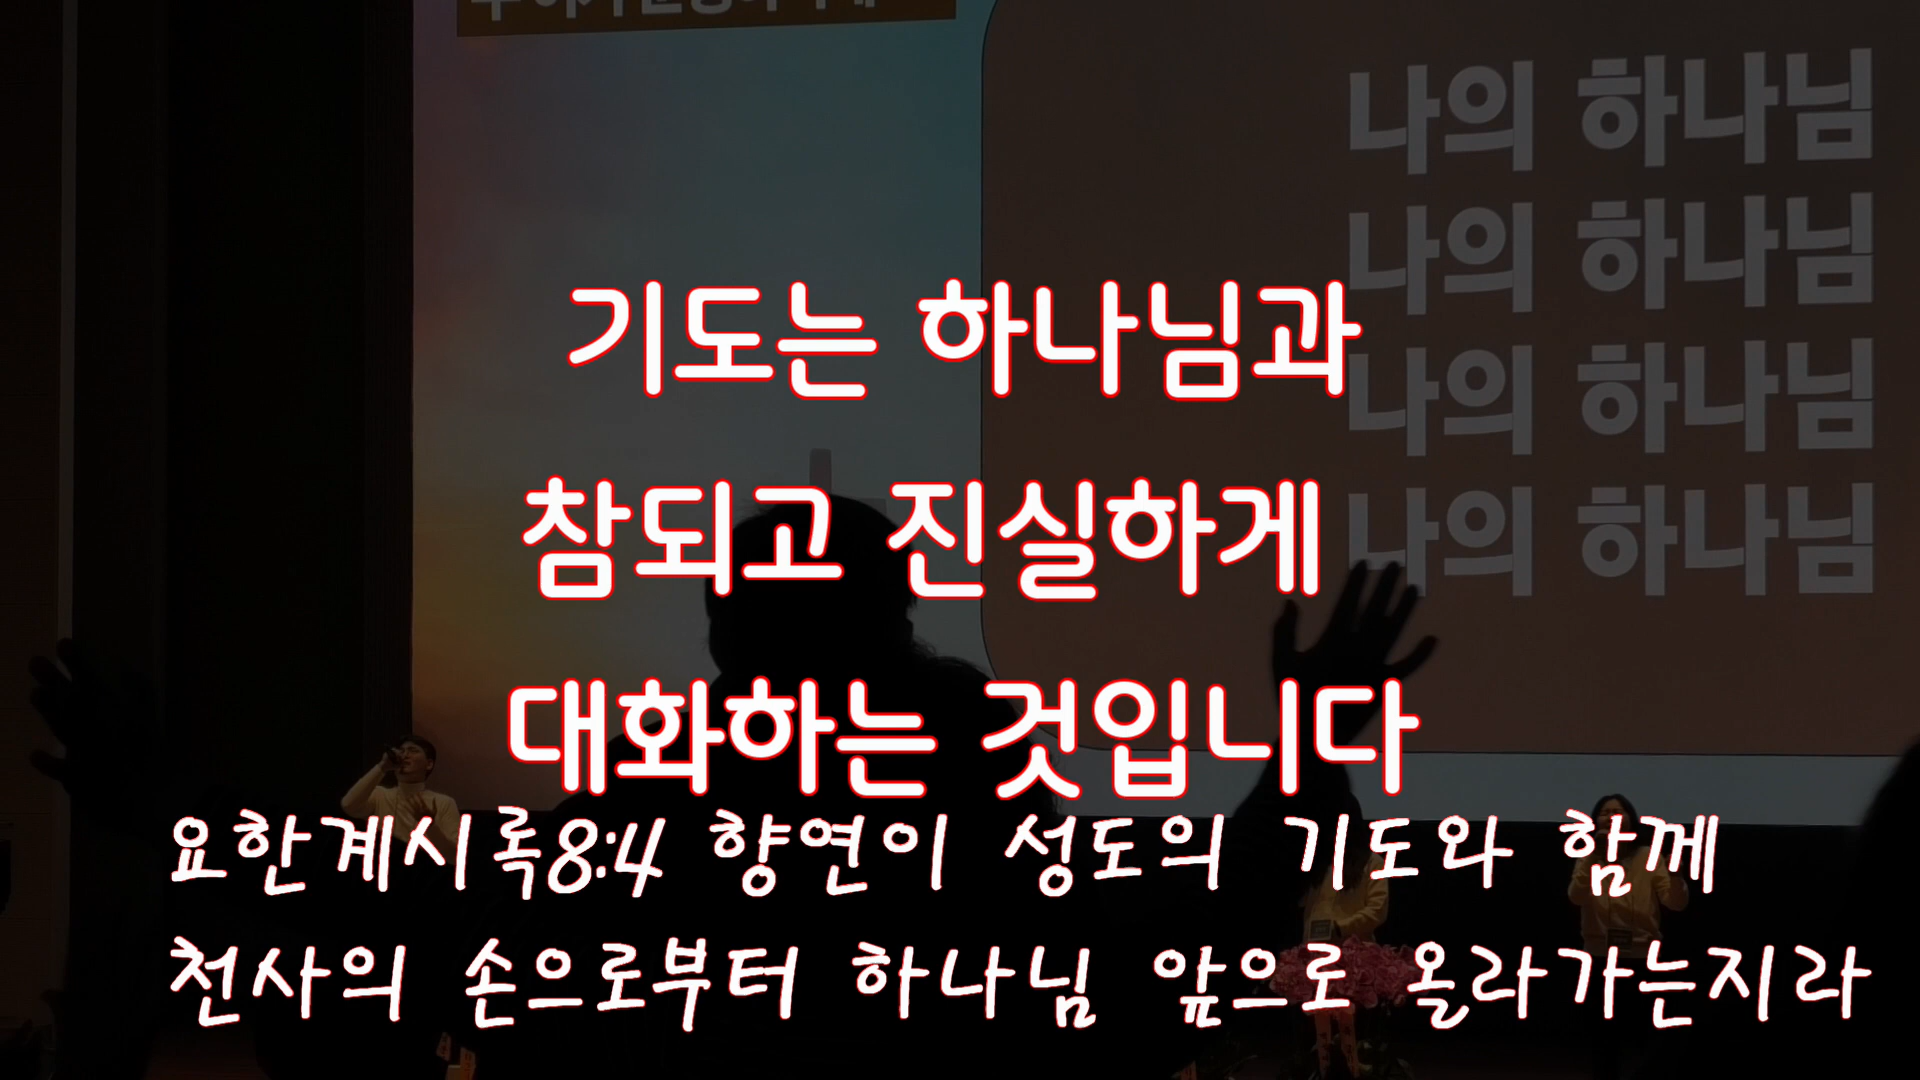 나의 하나님
나의 하나님
나의 하나님
나의 하나님
기도는 하나님과
참되고 진실하게
대화하는 것입니다
요한계시록8:4 향연이 성도의 기도와 함께
천사의 손으로부터 하나님 앞으로 올라가는지라